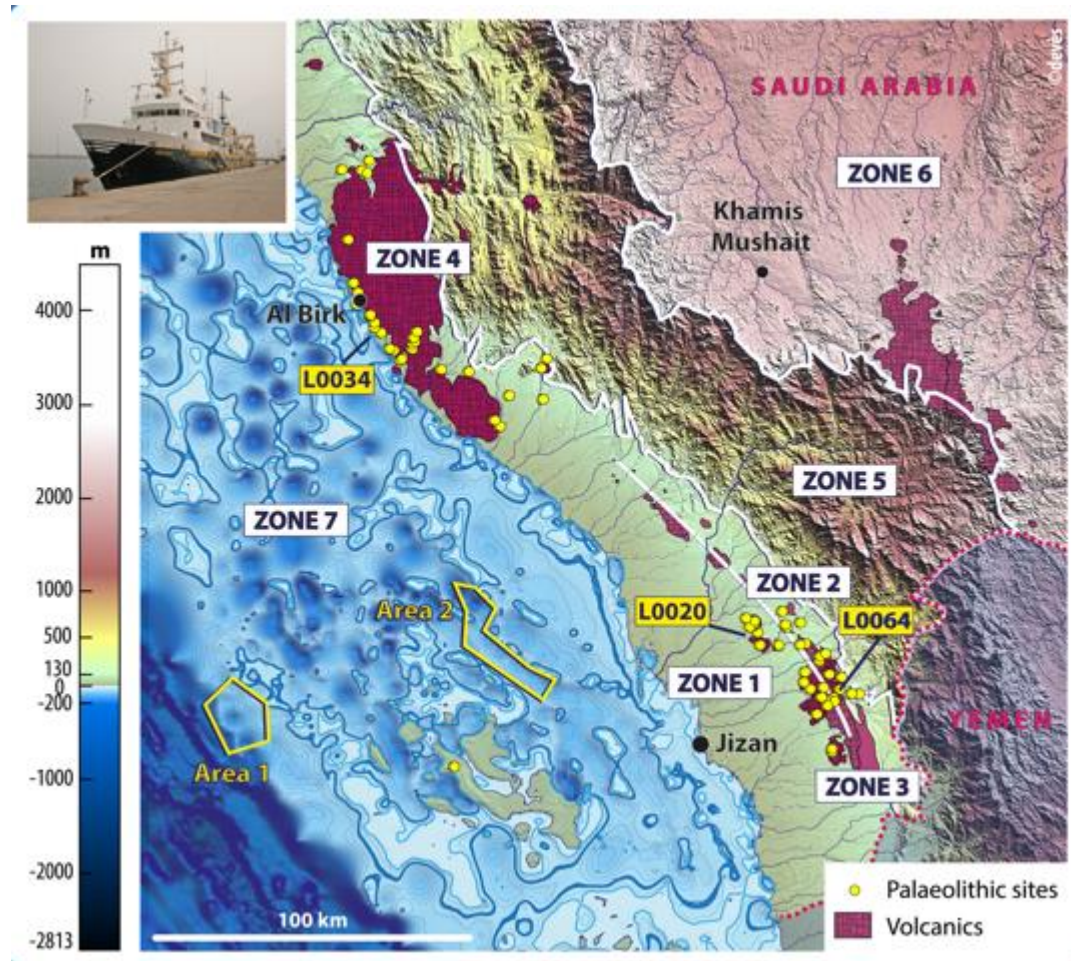 ©deves
SAUDI ARABIA
ZONE 6
Khamis
Mushait
m
ZONE 4
4000
Al Birk
L0034
3000
ZONE 5
2000
ZONE 7
ZONE 2
1000
Area 2
L0020
L0064
500
130
0
-200
ZONE 1
YEMEN
Jizan
Area 1
-1000
ZONE 3
-2000
Palaeolithic sites
100 km
Volcanics
-2813